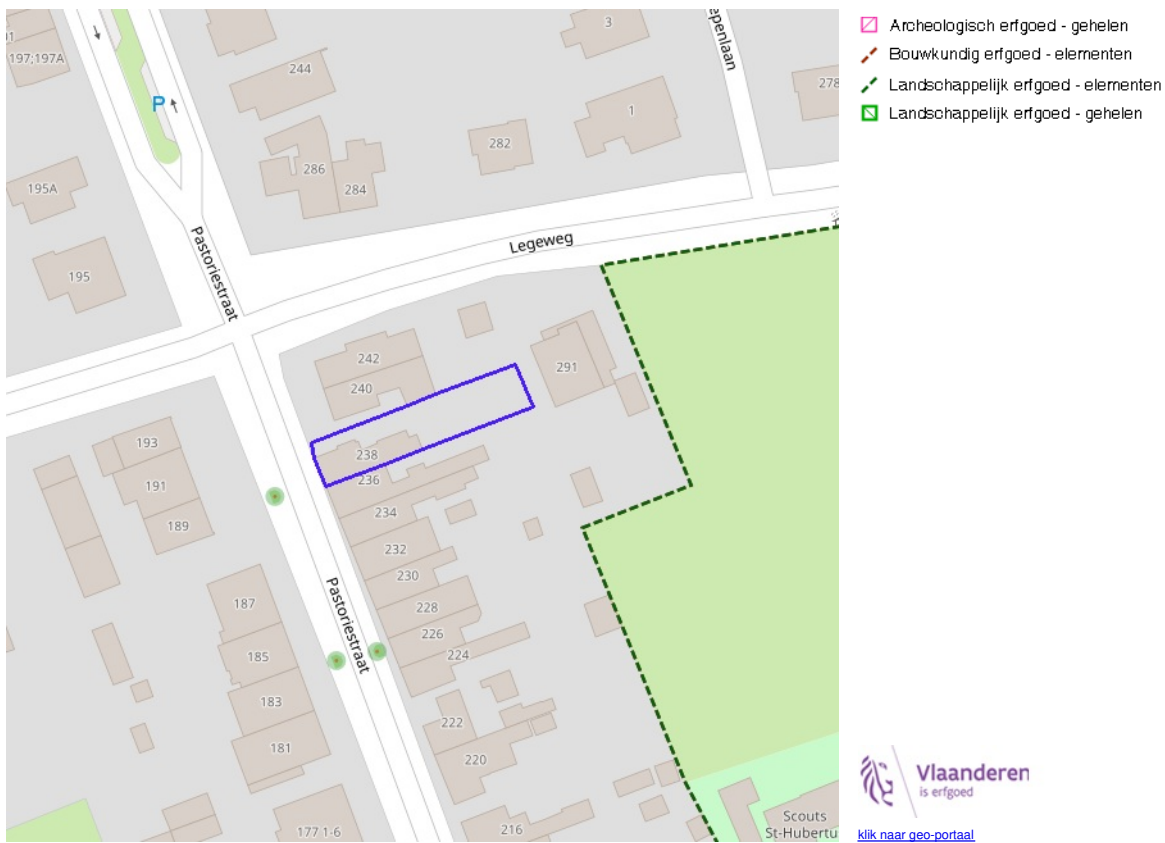 197;197A
P
244
3
278
1
282
286
284
195A
195
Pastoriestraat
Legeweg
242
240
291
238
236
193
191
189
234
232
230
228
226
224
187
185
183
181
222
220
Pastoriestraat
177 1-6
216
Scouts
St-Hubertu
Archeologisch erfgoed - gehelen
Bouwkundig erfgoed - elementen
Landschappelijk erfgoed - elementen
Landschappelijk erfgoed - gehelen
Vlaanderen
is erfgoed
klik naar geo-portaal